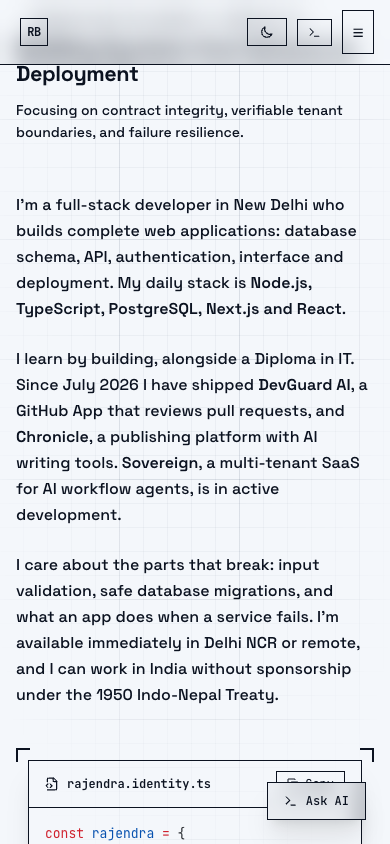 RB
Deployment
Focusing on contract integrity, verifiable tenant
boundaries, and failure resilience.
I'm a full-stack developer in New Delhi who
builds complete web applications: database
schema, API, authentication, interface and
deployment. My daily stack is Node.js,
TypeScript, PostgreSQL, Next.js and React.
I learn by building, alongside a Diploma in IT.
Since July 2026 I have shipped DevGuard AI, a
GitHub App that reviews pull requests, and
Chronicle, a publishing platform with AI
writing tools. Sovereign, a multi-tenant SaaS
for AI workflow agents, is in active
development.
I care about the parts that break: input
validation, safe database migrations, and
what an app does when a service fails. I'm
available immediately in Delhi NCR or remote,
and I can work in India without sponsorship
under the 1950 Indo-Nepal Treaty.
rajendra.identity.ts
Ask AI
const rajendra = {